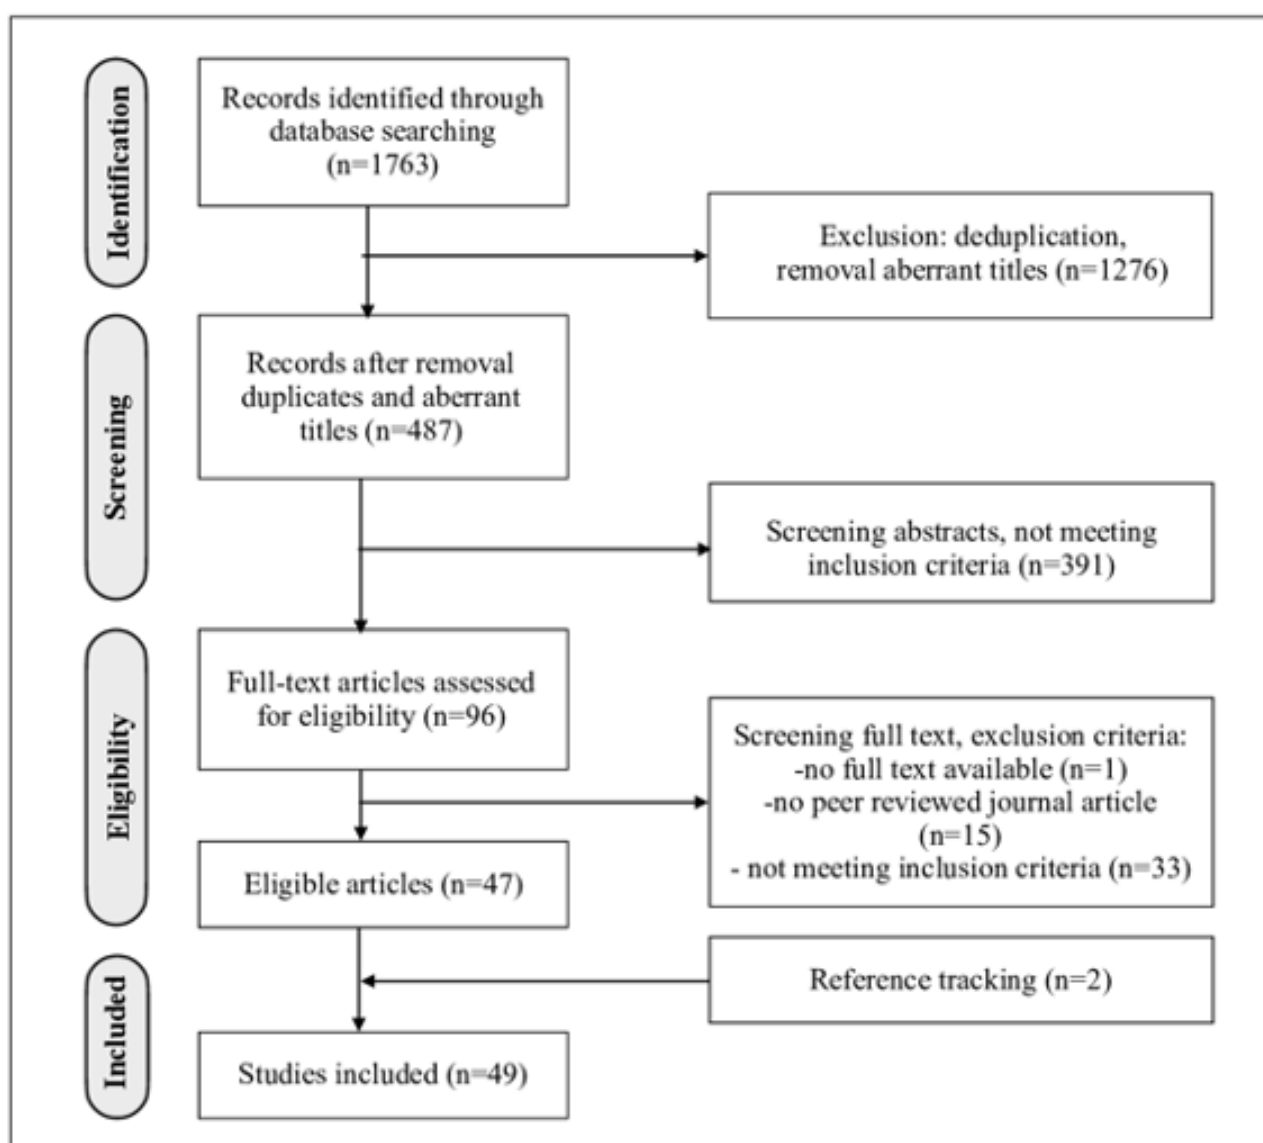 Identification
Records identified through
database searching
(n=1763)
Exclusion: deduplication,
removal aberrant titles (n=1276)
Screening
Records after removal
duplicates and aberrant
titles (n=487)
Screening abstracts, not meeting
inclusion criteria (n=391)
Eligibility
Full-text articles assessed
for eligibility (n=96)
Screening full text, exclusion criteria:
-no full text available (n=1)
-no peer reviewed journal article
(n=15)
- not meeting inclusion criteria (n=33)
Eligible articles (n=47)
Included
Reference tracking (n=2)
Studies included (n=49)